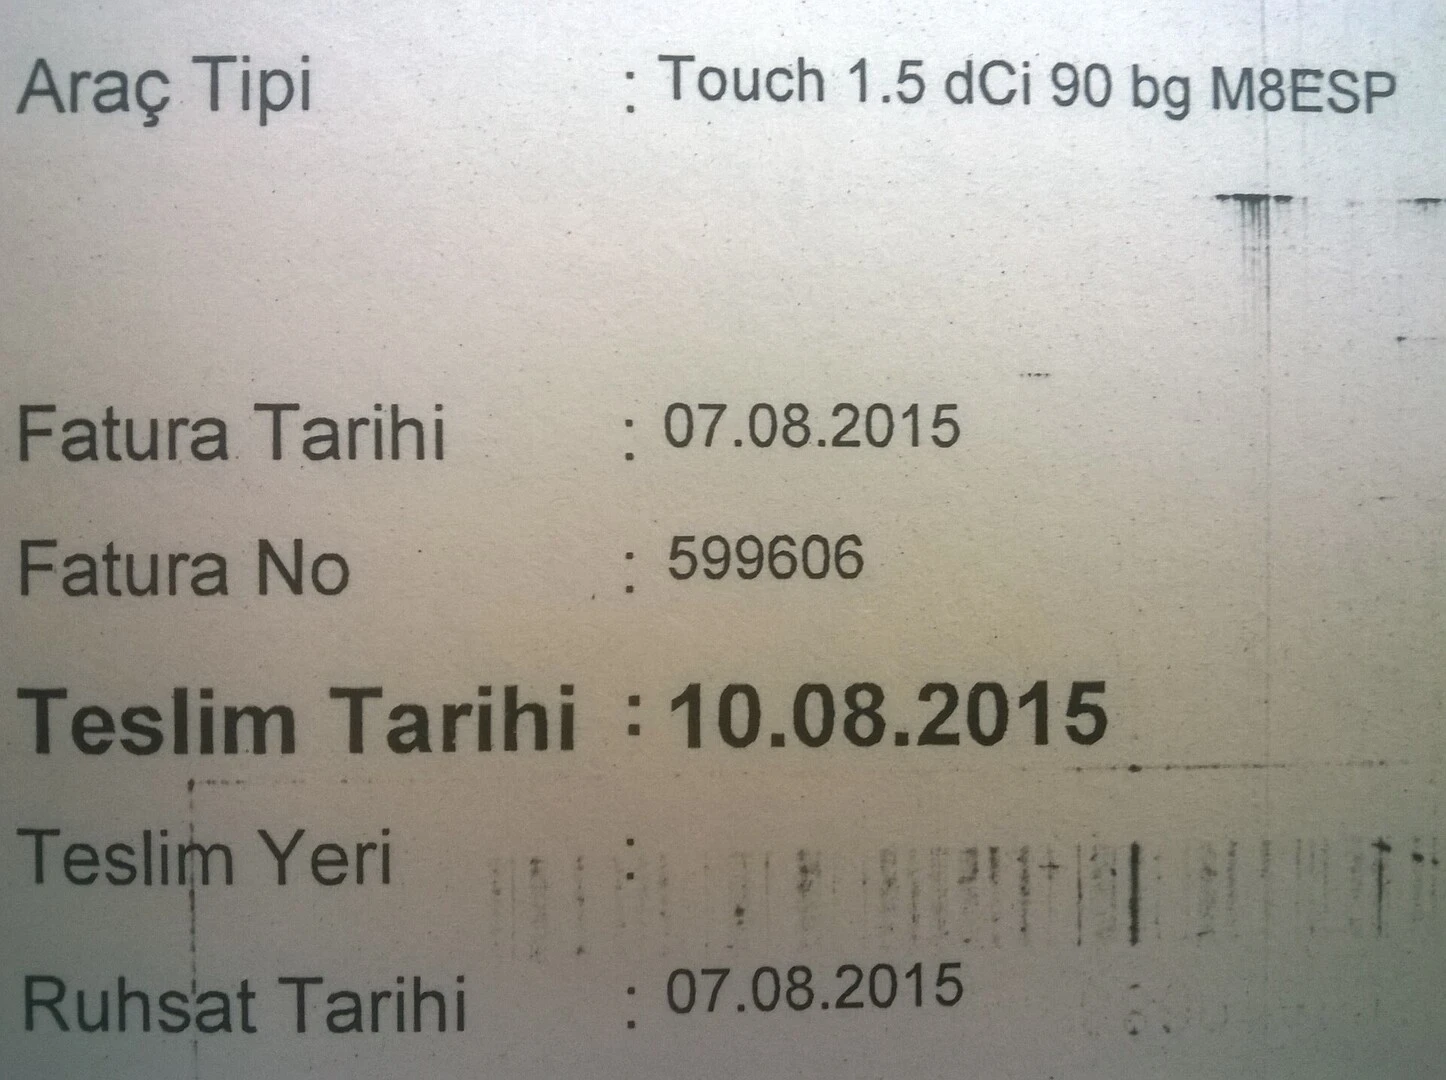 Araç Tipi : Touch 1.5 dCi 90 bg M8ESP
Fatura Tarihi : 07.08.2015
Fatura No : 599606
Teslim Tarihi : 10.08.2015
Teslim Yeri :
Ruhsat Tarihi : 07.08.2015